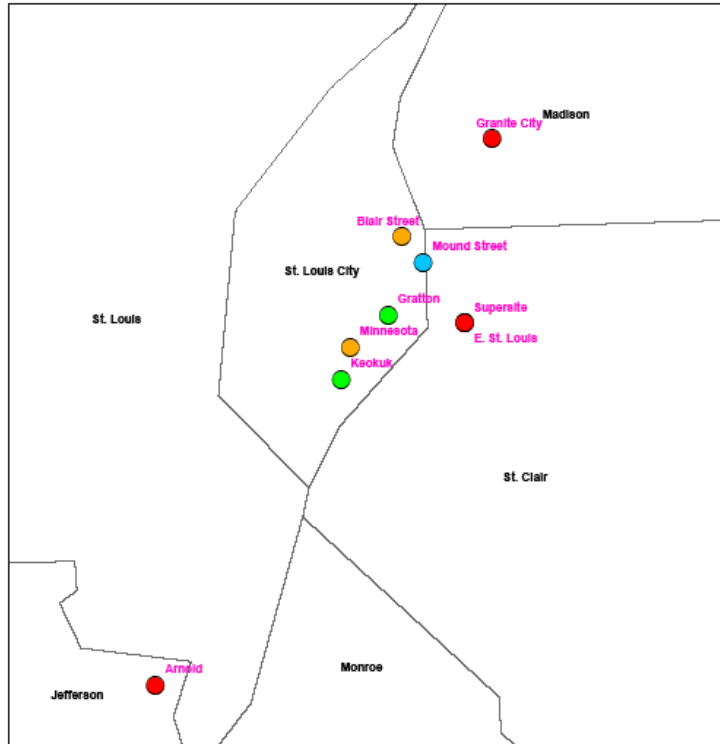 Madison
Granite City
Blair Street
Mound Street
St. Louis City
Gratton
Supersite
St. Louis
Minnesota
E. St. Louis
Keokuk
St. Clair
Arnold
Monroe
Jefferson